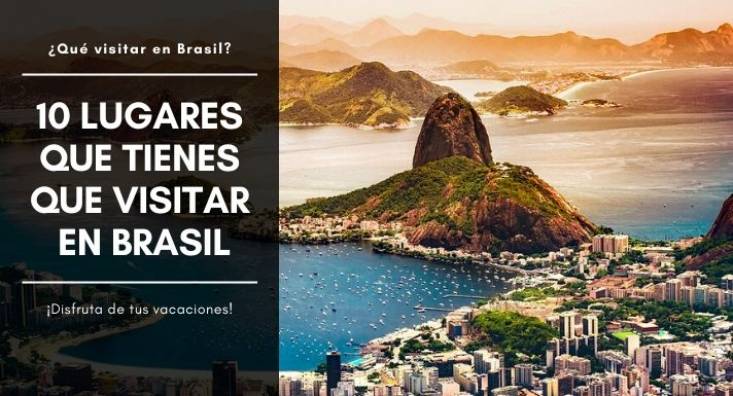 ¿Qué visitar en Brasil?
10 LUGARES
QUE TIENES
QUE VISITAR
EN BRASIL
¡Disfruta de tus vacaciones!